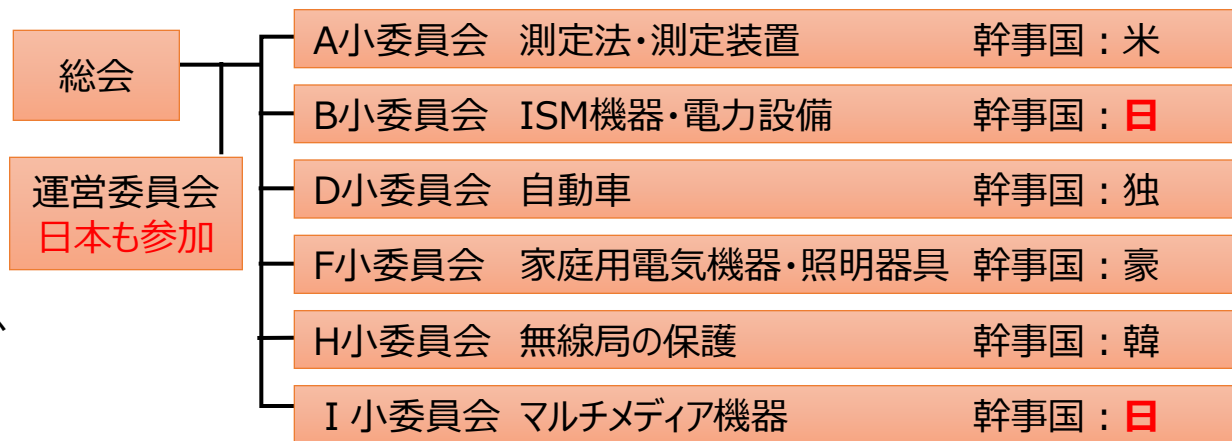 総会
運営委員会
日本も参加
A小委員会 測定法・測定装置 幹事国：米
B小委員会 ISM機器・電力設備 幹事国：日
D小委員会 自動車 幹事国：独
F小委員会 家庭用電気機器・照明器具 幹事国：豪
H小委員会 無線局の保護 幹事国：韓
I 小委員会 マルチメディア機器 幹事国：日
、